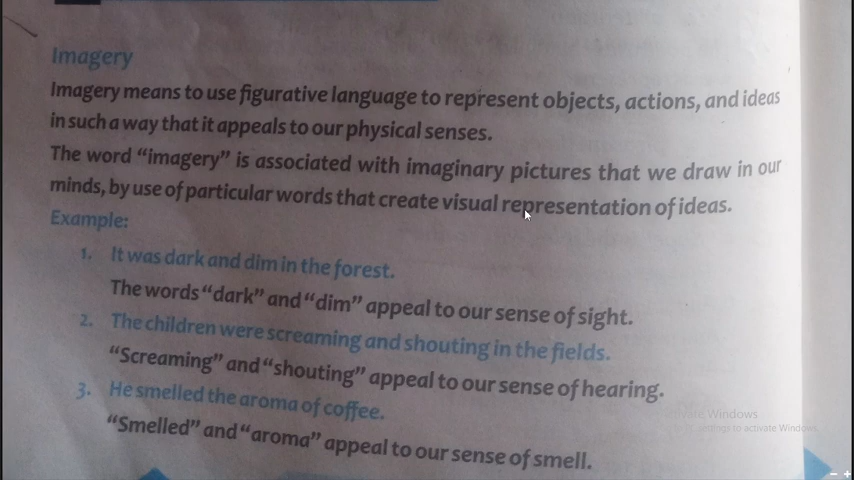 Imagery
Imagery means to use figurative language to represent objects, actions, and ideas
in such a way that it appeals to our physical senses.
The word “imagery” is associated with imaginary pictures that we draw in our
minds, by use of particular words that create visual representation of ideas.
Example:
1. It was dark and dim in the forest.
The words “dark” and “dim” appeal to our sense of sight.
2. The children were screaming and shouting in the fields.
“Screaming” and “shouting” appeal to our sense of hearing.
3. He smelled the aroma of coffee.
“Smelled” and “aroma” appeal to our sense of smell.
Windows
settings to activate Windows.